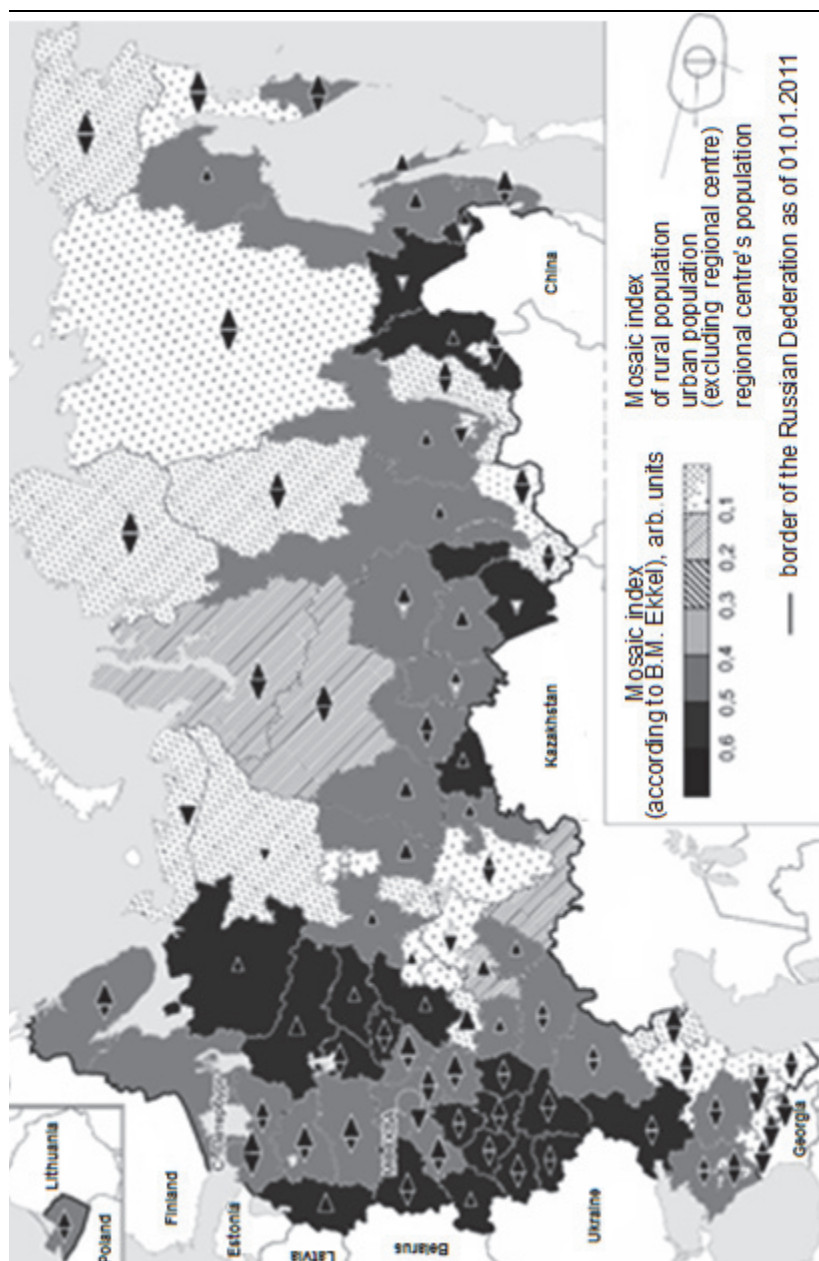 Lithuania
Poland
Finland
Estonia
Latvia
Belarus
Ukraine
Georgia
Kazakhstan
China
Mosaic index
(according to B.M. Ekkel), arb. units
0,6
0,5
0,4
0,3
0,2
0,1
Mosaic index
of rural population
urban population
(excluding regional centre)
regional centre's population
border of the Russian Dederation as of 01.01.2011